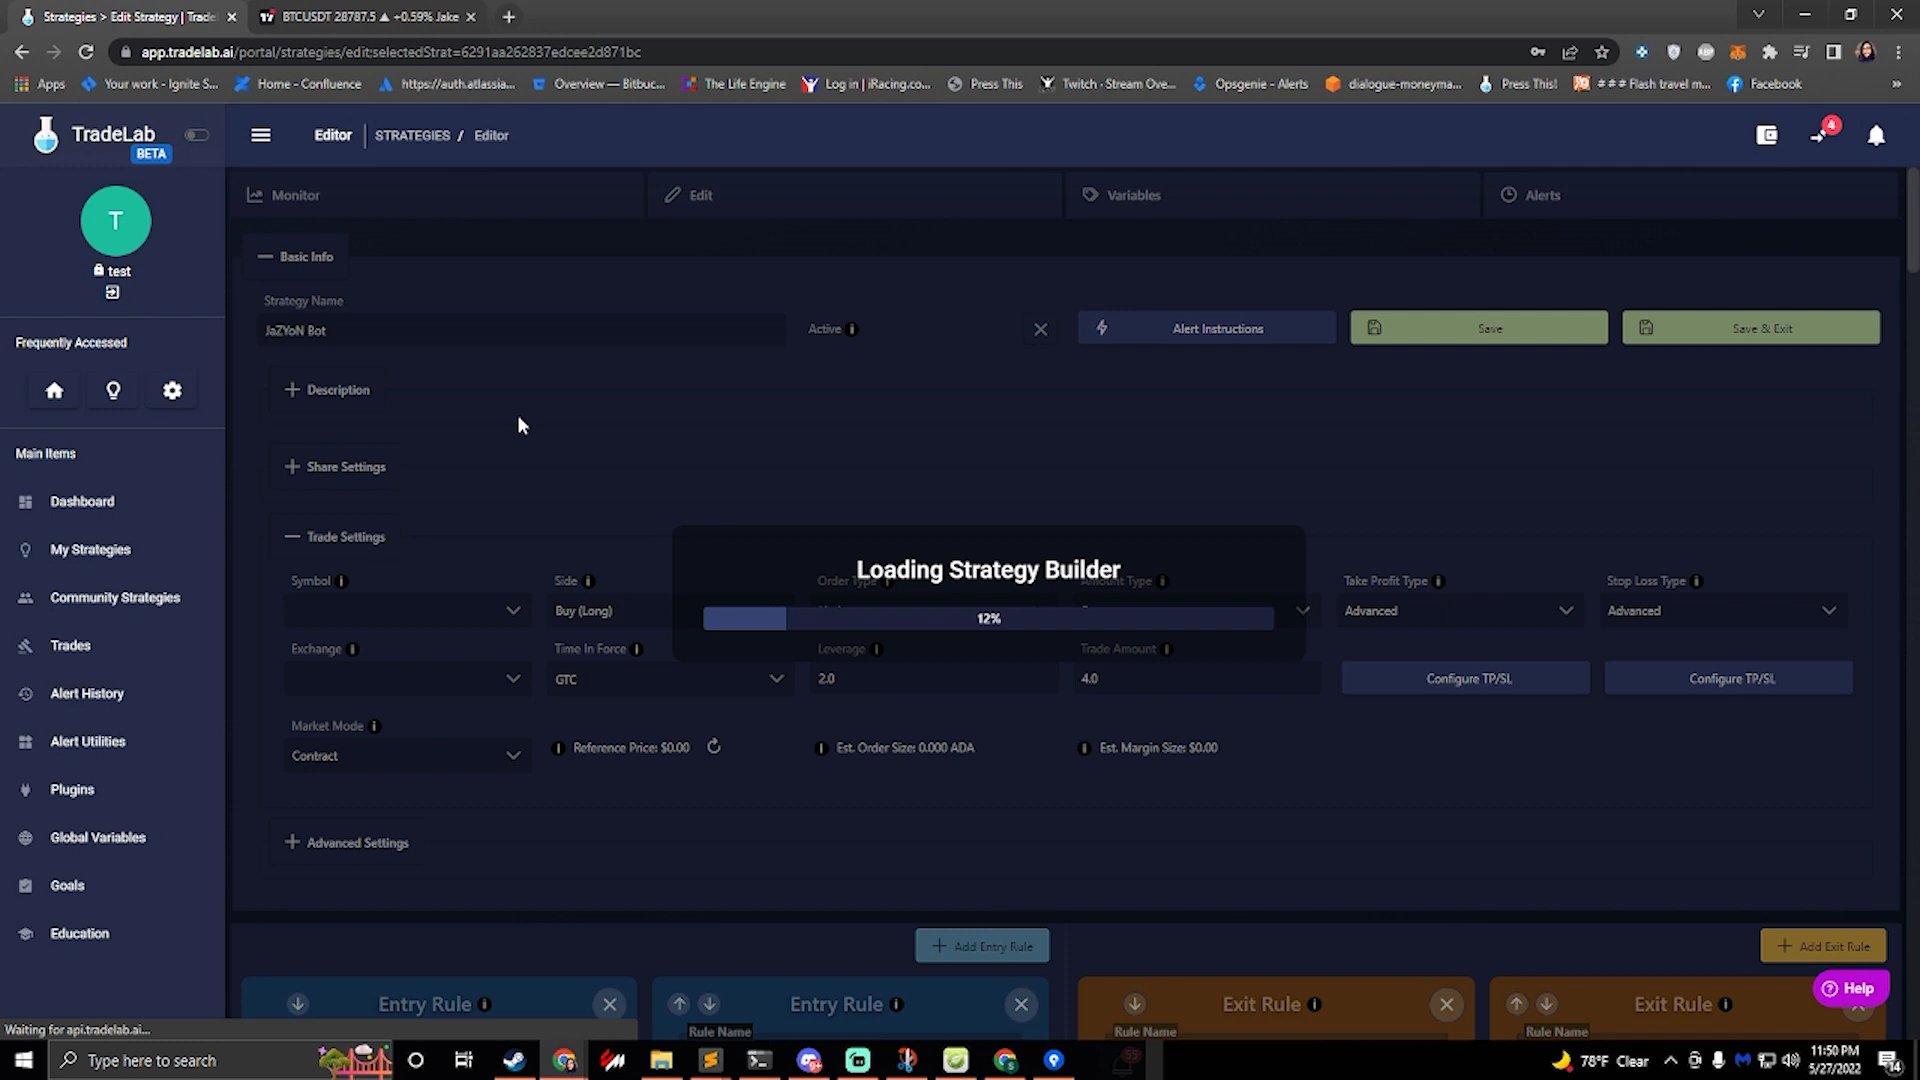 Strategies > Edit Strategy | Trade
BTCUSDT 28787.5 ▲ +0.59% Jake
app.tradelab.ai/portal/strategies/edit;selectedStrat=6291aa262837edcee2d871bc
Apps
Your work - Ignite S...
Home - Confluence
https://auth.atlassia...
Overview — Bitbuc...
The Life Engine
Log in | iRacing.co...
Press This
Twitch - Stream Ove...
Opsgenie - Alerts
dialogue-moneyma...
Press This!
###Flash travel m...
Facebook
TradeLab
BETA
Editor
STRATEGIES / Editor
4
Monitor
Edit
Variables
Alerts
T
test
Basic Info
Strategy Name
JaZYoN Bot
Active
Alert Instructions
Save
Save & Exit
Frequently Accessed
Description
Share Settings
Main Items
Dashboard
My Strategies
Community Strategies
Trades
Alert History
Alert Utilities
Plugins
Global Variables
Goals
Education
Trade Settings
Loading Strategy Builder
12%
Symbol
Side
Order Type
Amount Type
Take Profit Type
Stop Loss Type
Buy (Long)
Advanced
Advanced
Exchange
Time In Force
Leverage
Trade Amount
GTC
2.0
4.0
Configure TP/SL
Configure TP/SL
Market Mode
Contract
Reference Price: $0.00
Est. Order Size: 0.000 ADA
Est. Margin Size: $0.00
Advanced Settings
Add Entry Rule
Add Exit Rule
Help
Entry Rule
Entry Rule
Exit Rule
Exit Rule
Rule Name
Rule Name
Rule Name
Waiting for api.tradelab.ai...
Type here to search
78°F Clear
11:50 PM
5/27/2022
14